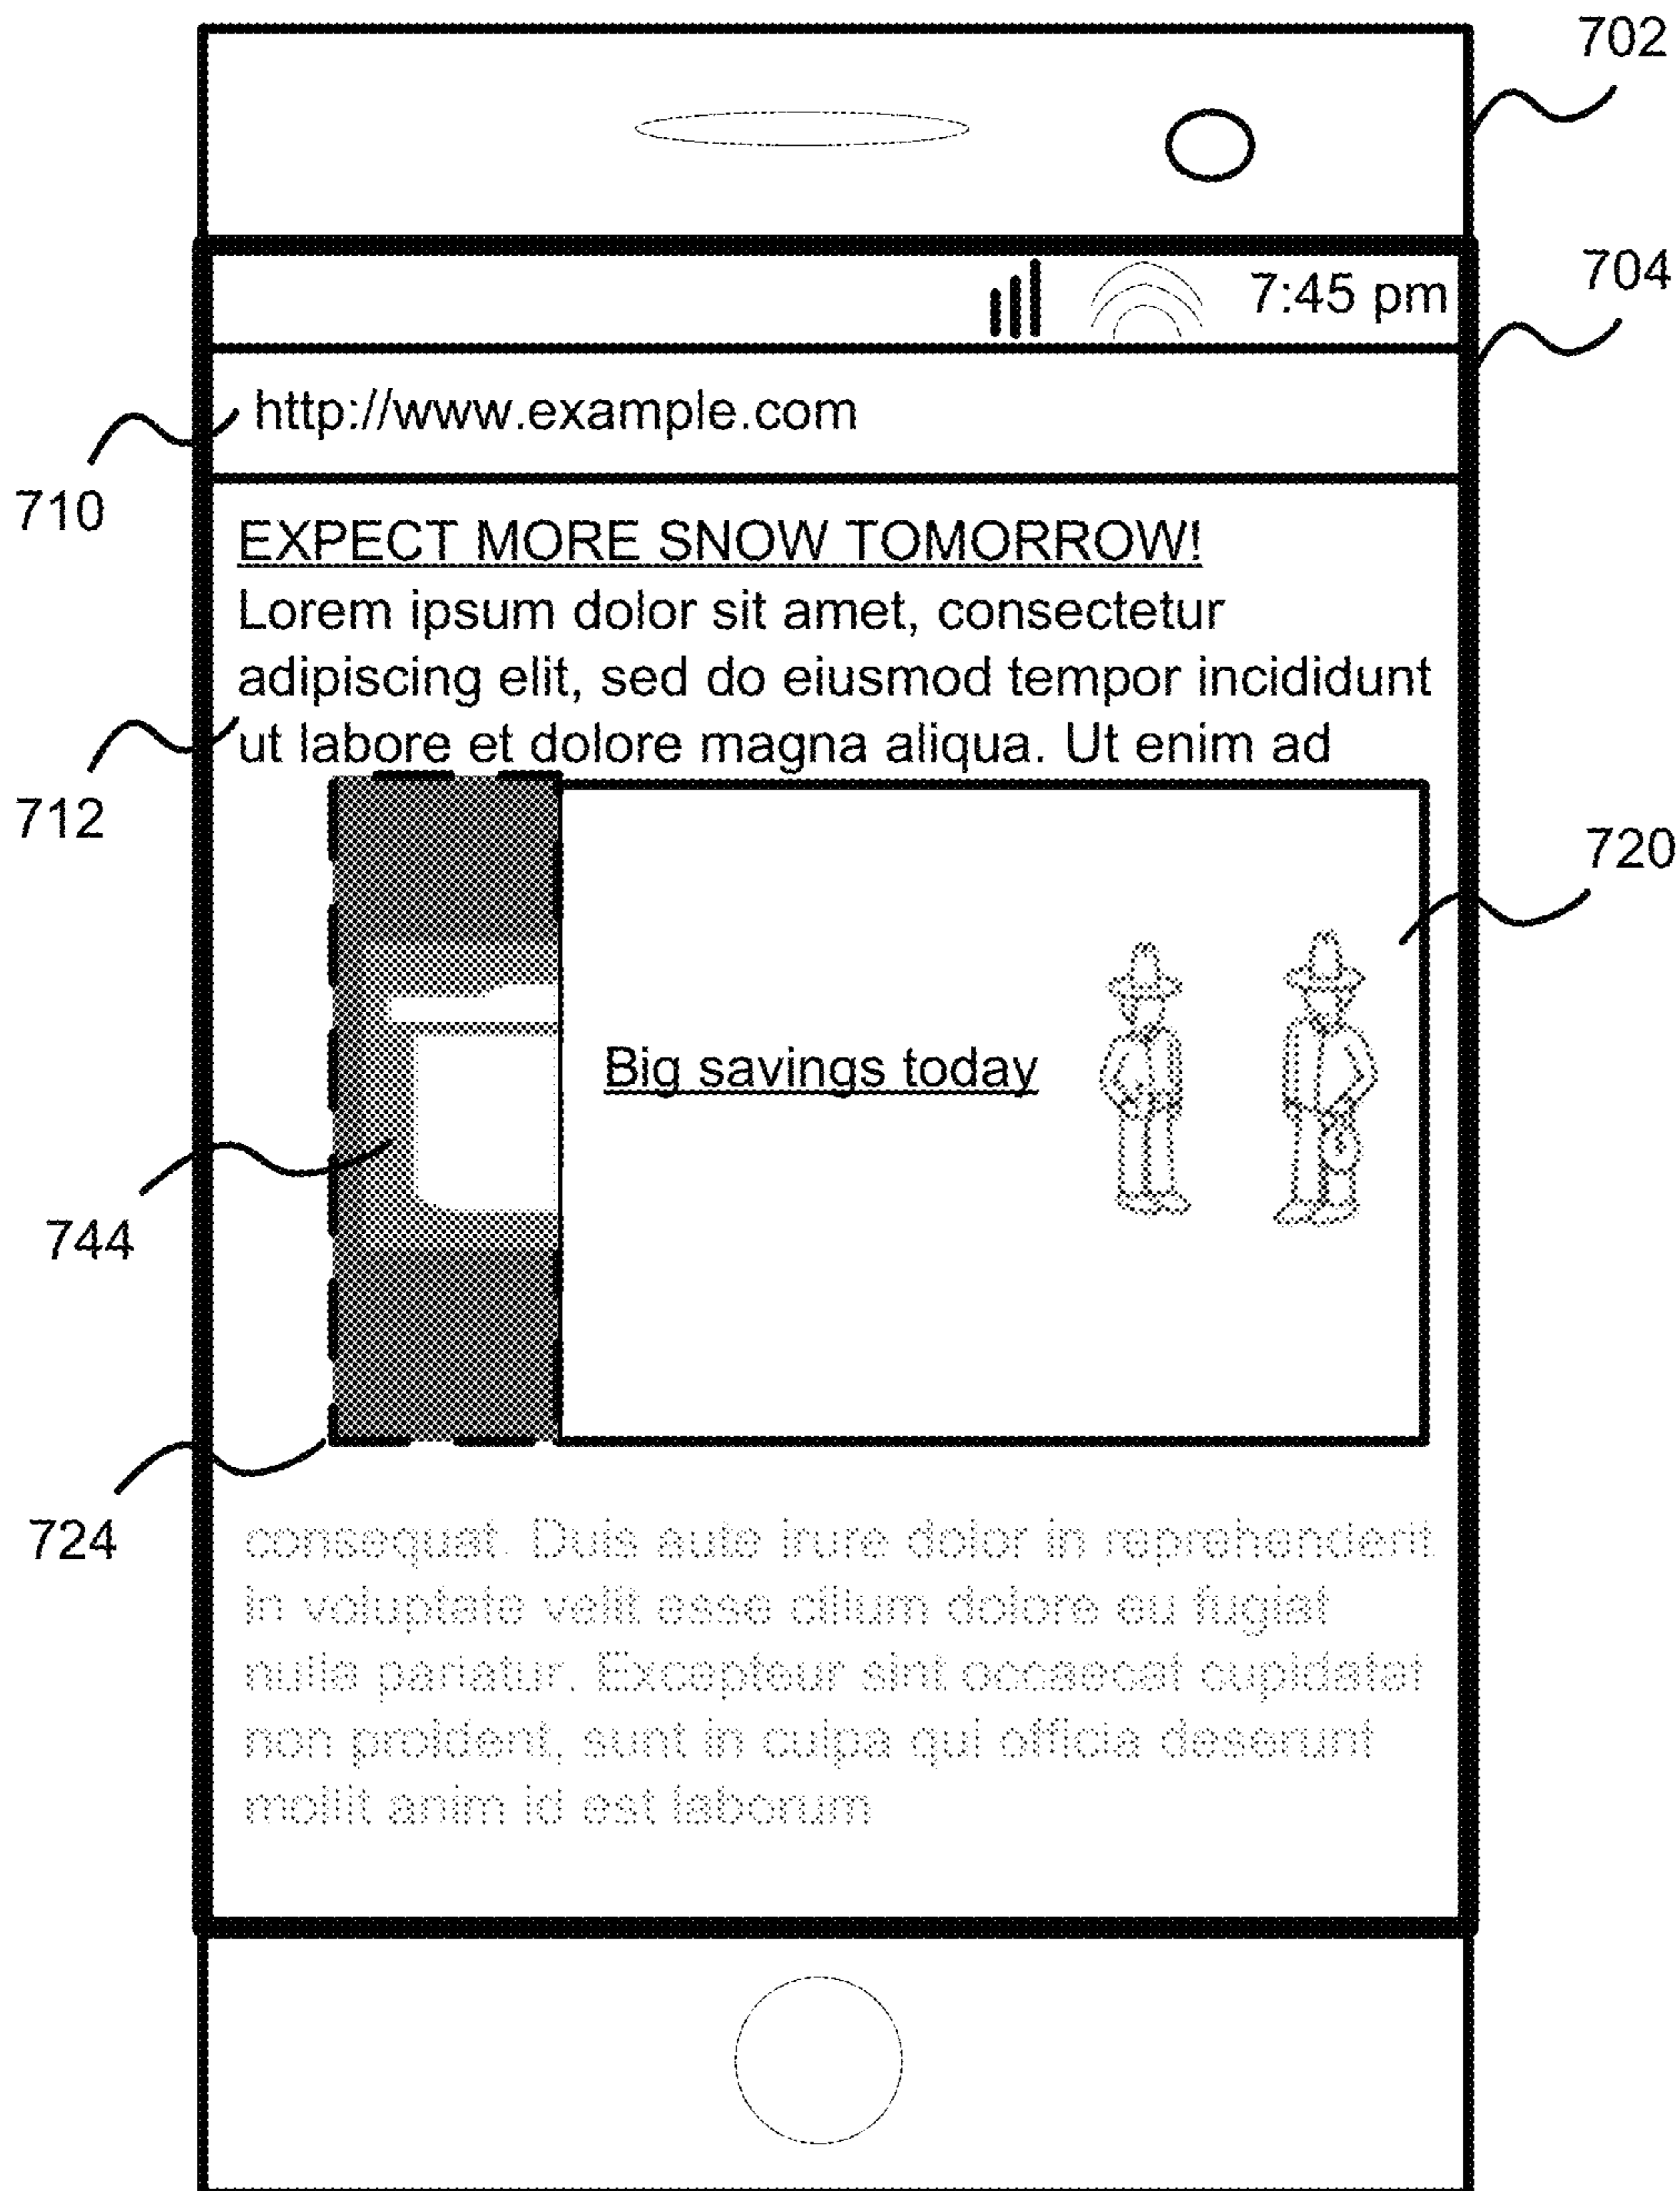 702
7:45 pm
704
http://www.example.com
710
EXPECT MORE SNOW TOMORROW!
Lorem ipsum dolor sit amet, consectetur
adipiscing elit, sed do eiusmod tempor incididunt
ut labore et dolore magna aliqua. Ut enim ad
712
720
Big savings today
744
724
consequat. Duis aute irure dolor in reprehenderit
in voluptate velit esse cillum dolore eu fugiat
nulla pariatur. Excepteur sint occaecat cupidatat
non proident, sunt in culpa qui officia deserunt
mollit anim id est laborum